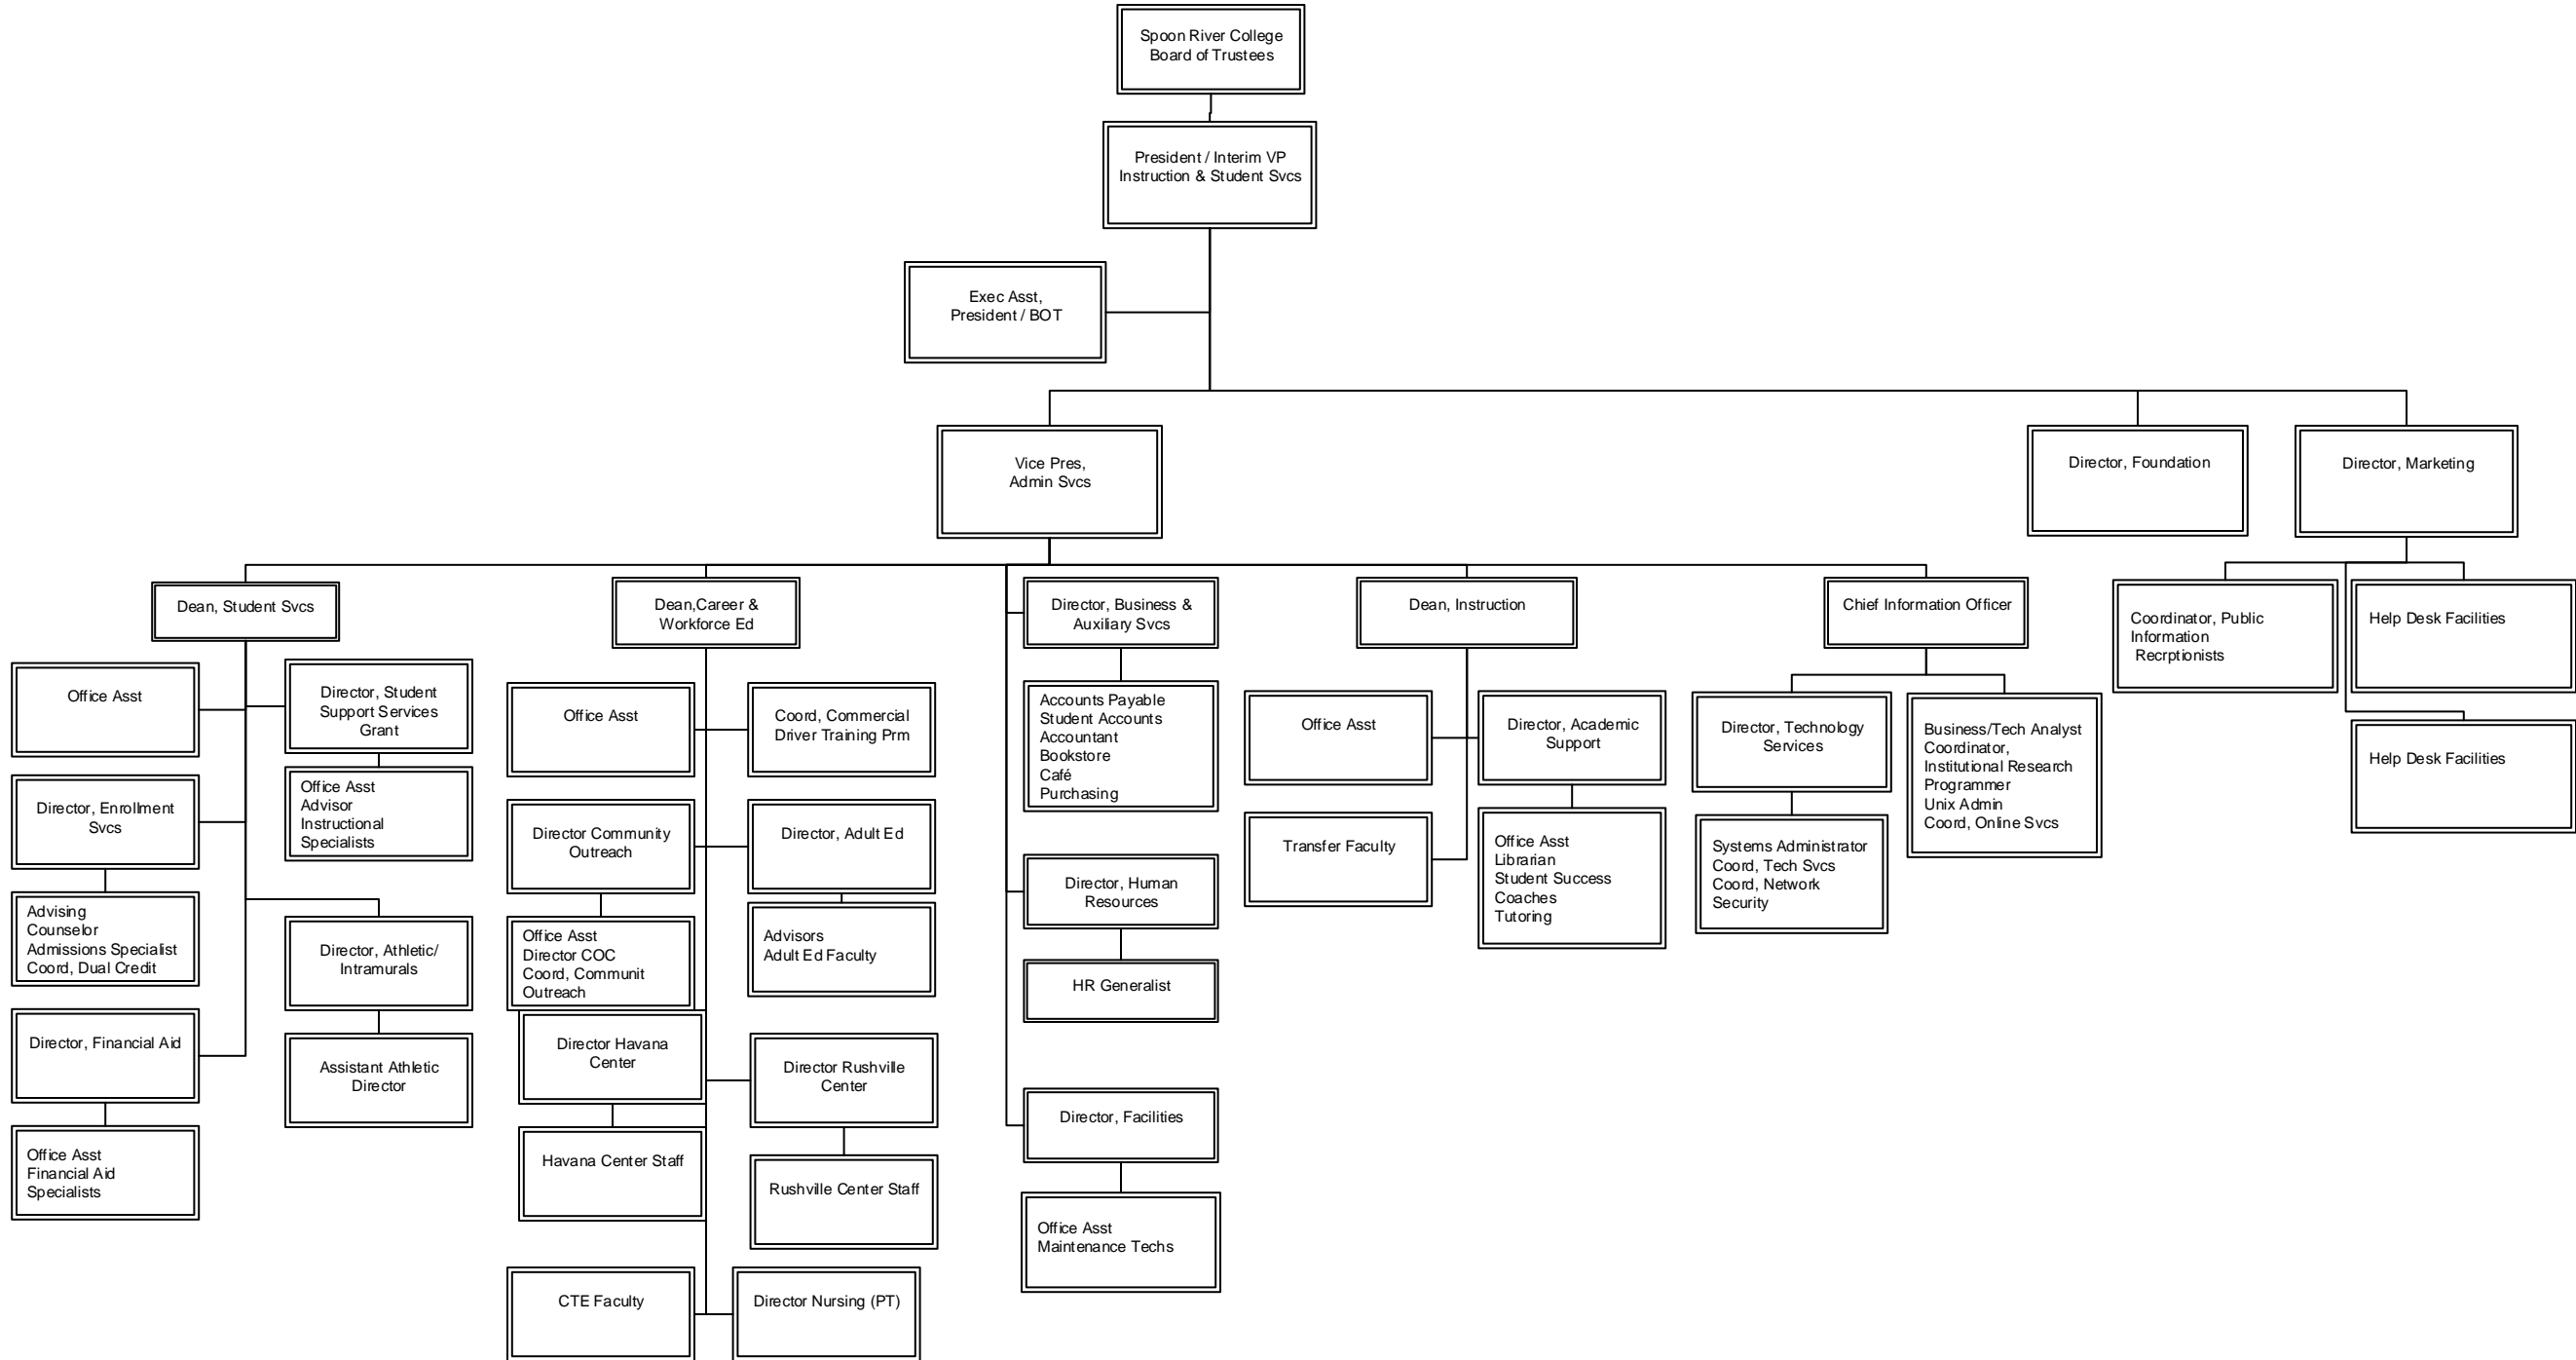 Spoon River College
Board of Trustees
President / Interim VP
Instruction & Student Svcs
Exec Asst,
President / BOT
Vice Pres,
Admin Svcs
Director, Foundation
Director, Marketing
Dean, Student Svcs
Office Asst
Director, Student
Support Services
Grant
Office Asst
Advisor
Instructional
Specialists
Director, Enrollment
Svcs
Advising
Counselor
Admissions Specialist
Coord, Dual Credit
Director, Athletic/
Intramurals
Assistant Athletic
Director
Director, Financial Aid
Office Asst
Financial Aid
Specialists
Dean,Career &
Workforce Ed
Office Asst
Coord, Commercial
Driver Training Prm
Director Community
Outreach
Office Asst
Director COC
Coord, Communit
Outreach
Director, Adult Ed
Advisors
Adult Ed Faculty
Director Havana
Center
Havana Center Staff
Director Rushville
Center
Rushville Center Staff
CTE Faculty
Director Nursing (PT)
Director, Business &
Auxiliary Svcs
Accounts Payable
Student Accounts
Accountant
Bookstore
Café
Purchasing
Director, Human
Resources
HR Generalist
Director, Facilities
Office Asst
Maintenance Techs
Dean, Instruction
Office Asst
Director, Academic
Support
Office Asst
Librarian
Student Success
Coaches
Tutoring
Transfer Faculty
Chief Information Officer
Director, Technology
Services
Systems Administrator
Coord, Tech Svcs
Coord, Network
Security
Business/Tech Analyst
Coordinator,
Institutional Research
Programmer
Unix Admin
Coord, Online Svcs
Coordinator, Public
Information
Recrptionists
Help Desk Facilities
Help Desk Facilities